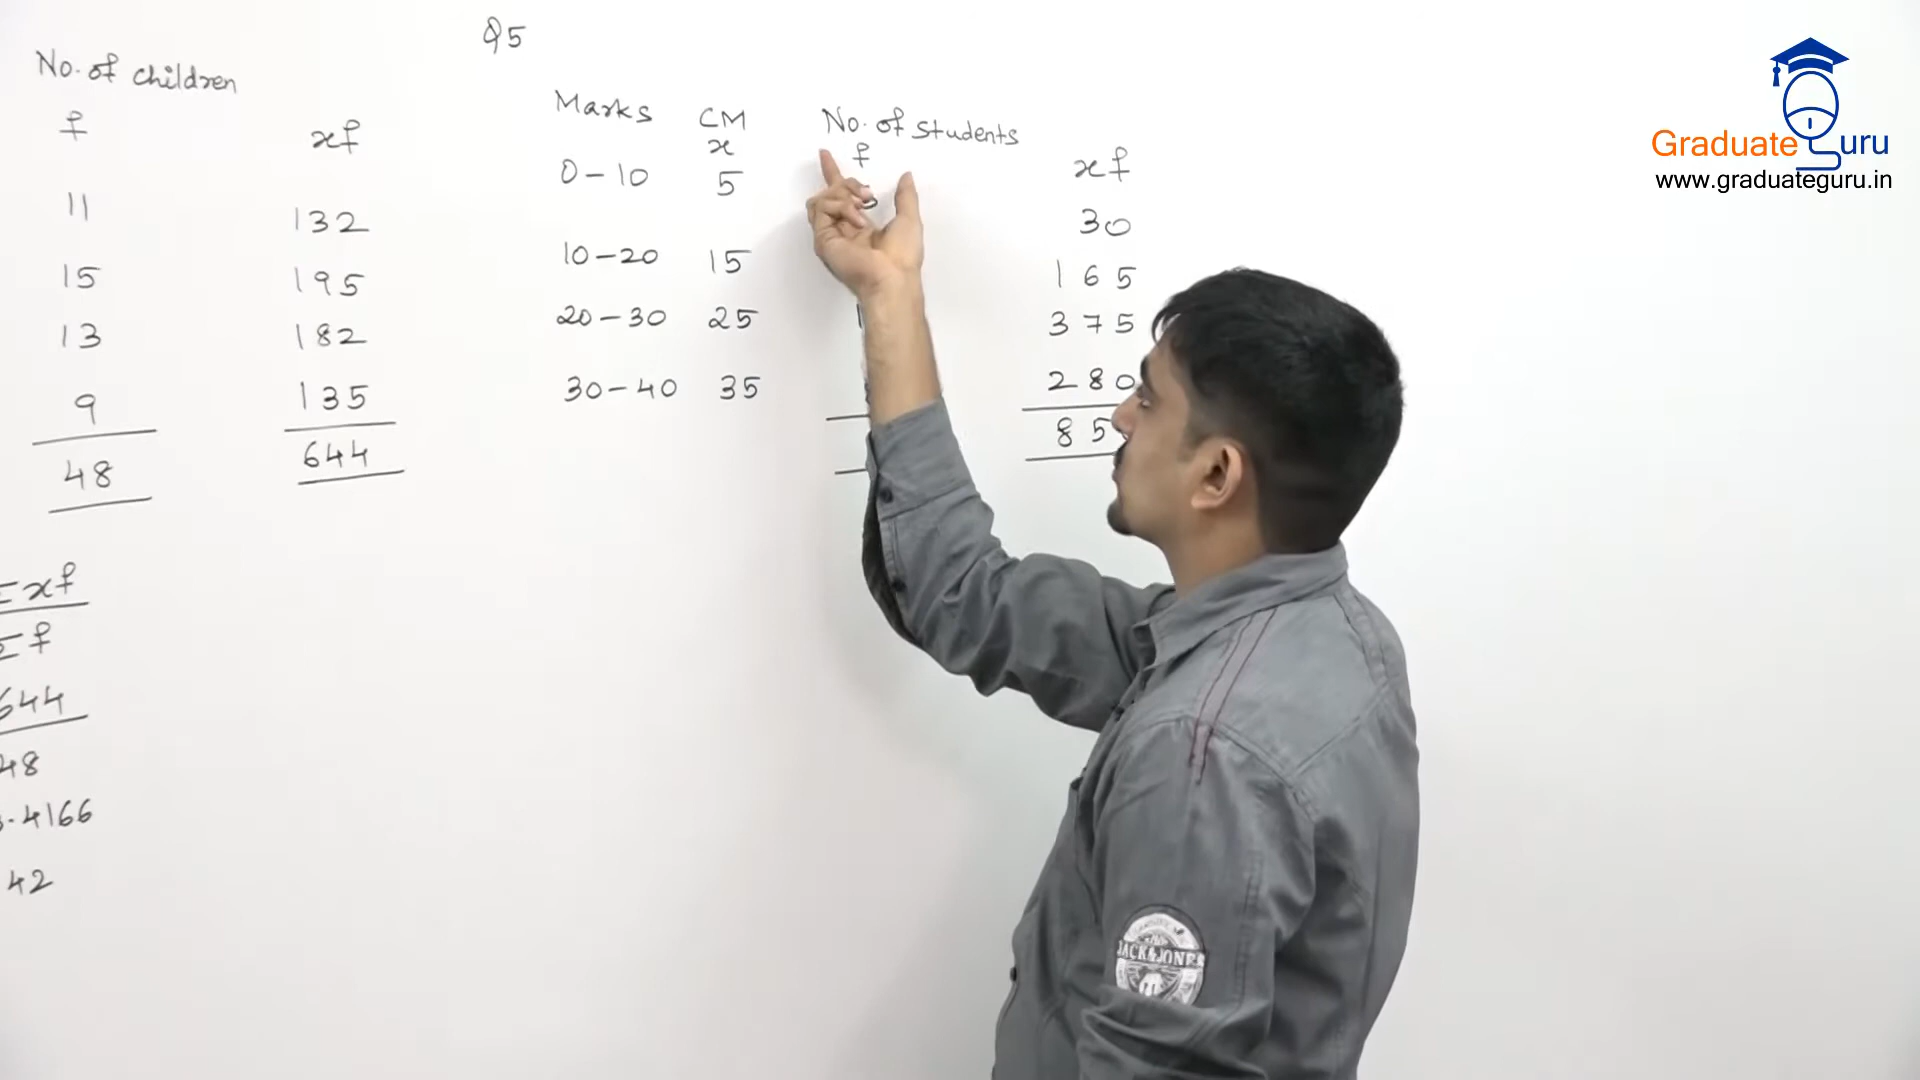 Q5
No. of children
f
xf
11
132
15
195
13
182
9
135
48
644
xf
f
644
48
.4166
42
Marks CM No. of students
x f xf
0-10 5 30
10-20 15 165
20-30 25 375
30-40 35 280
85
Graduate Guru
www.graduateguru.in
JACK&JONES